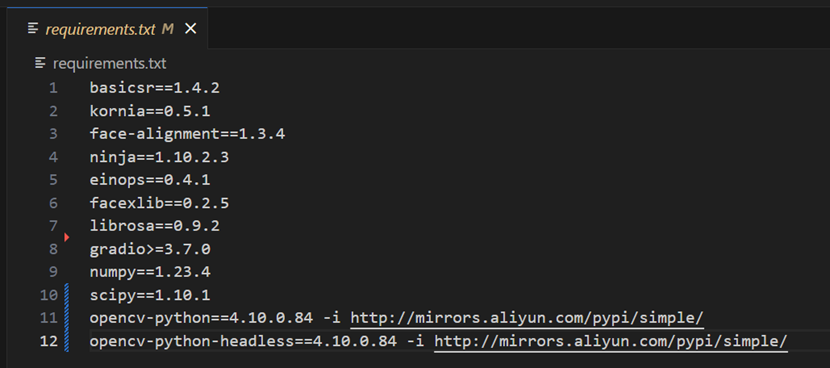 requirements.txt M
requirements.txt
1 basicsr==1.4.2
2 kornia==0.5.1
3 face-alignment==1.3.4
4 ninja==1.10.2.3
5 einops==0.4.1
6 facexlib==0.2.5
7 librosa==0.9.2
8 gradio>=3.7.0
9 numpy==1.23.4
10 scipy==1.10.1
11 opencv-python==4.10.0.84 -i http://mirrors.aliyun.com/pypi/simple/
12 opencv-python-headless==4.10.0.84 -i http://mirrors.aliyun.com/pypi/simple/